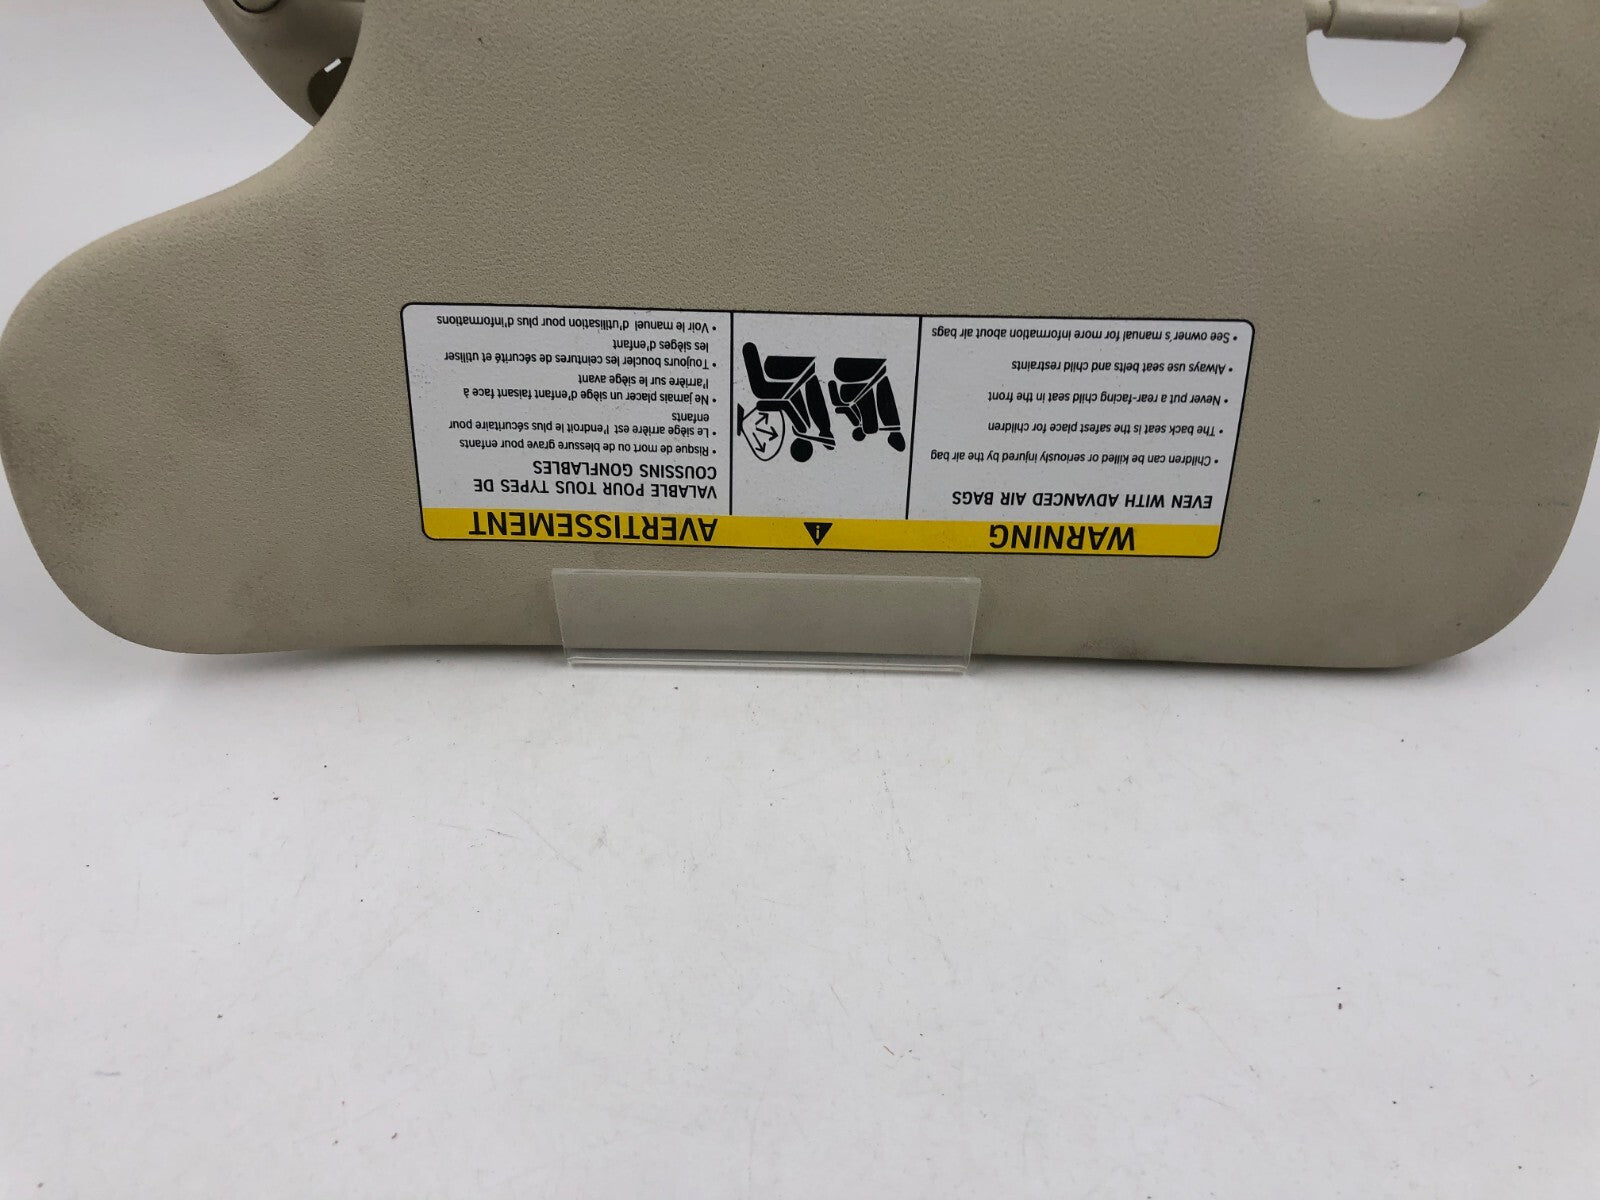 WARNING
EVEN WITH ADVANCED AIR BAGS
• Children can be killed or seriously injured by the air bag
• The back seat is the safest place for children
• Never put a rear-facing child seat in the front
• Always use seat belts and child restraints
• See owner's manual for more information about air bags
AVERTISSEMENT
VALABLE POUR TOUS TYPES DE
COUSSINS GONFLABLES
• Risque de mort ou de blessure grave pour enfants
• Le siège arrière est l'endroit le plus sécuritaire pour
enfants
• Ne jamais placer un siège d'enfant faisant face à
l'arrière sur le siège avant
• Toujours boucler les ceintures de sécurité et utiliser
les sièges d'enfant
• Voir le manuel d'utilisation pour plus d'informations